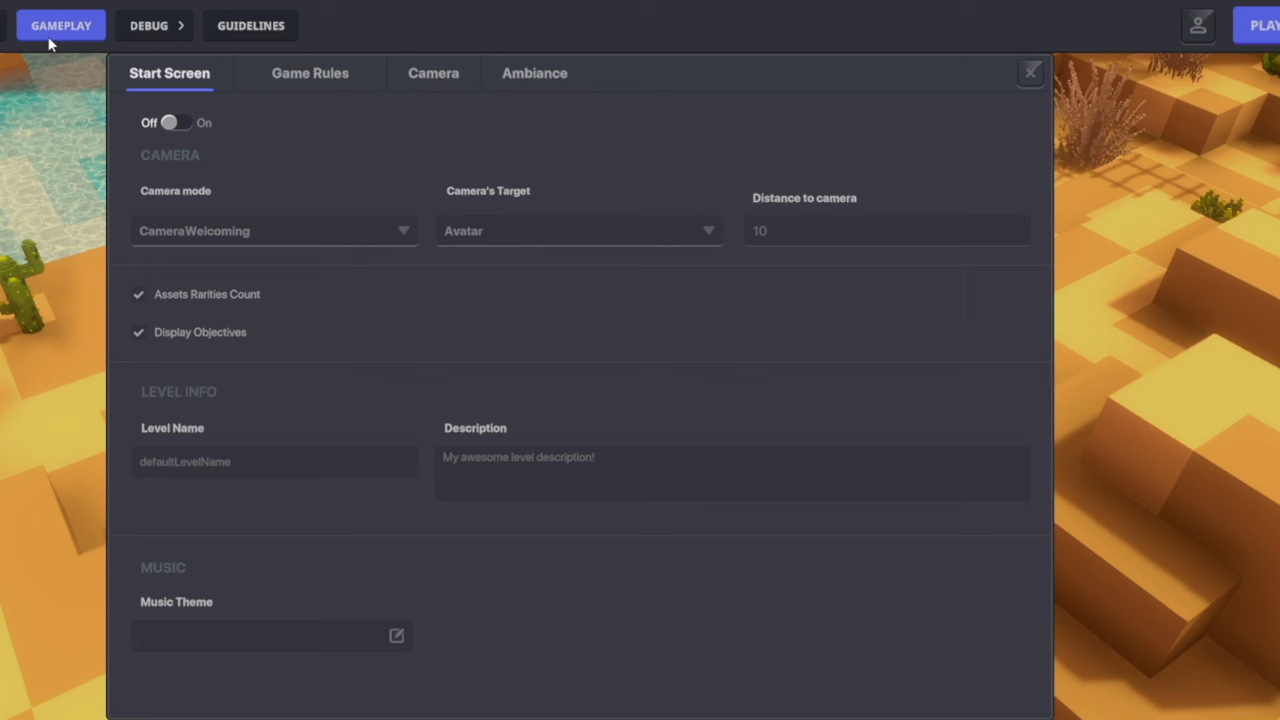 GAMEPLAY DEBUG GUIDELINES PLAY
Start Screen Game Rules Camera Ambiance
Off On
CAMERA
Camera mode Camera's Target Distance to camera
CameraWelcoming Avatar 10
Assets Rarities Count
Display Objectives
LEVEL INFO
Level Name Description
defaultLevelName My awesome level description!
MUSIC
Music Theme